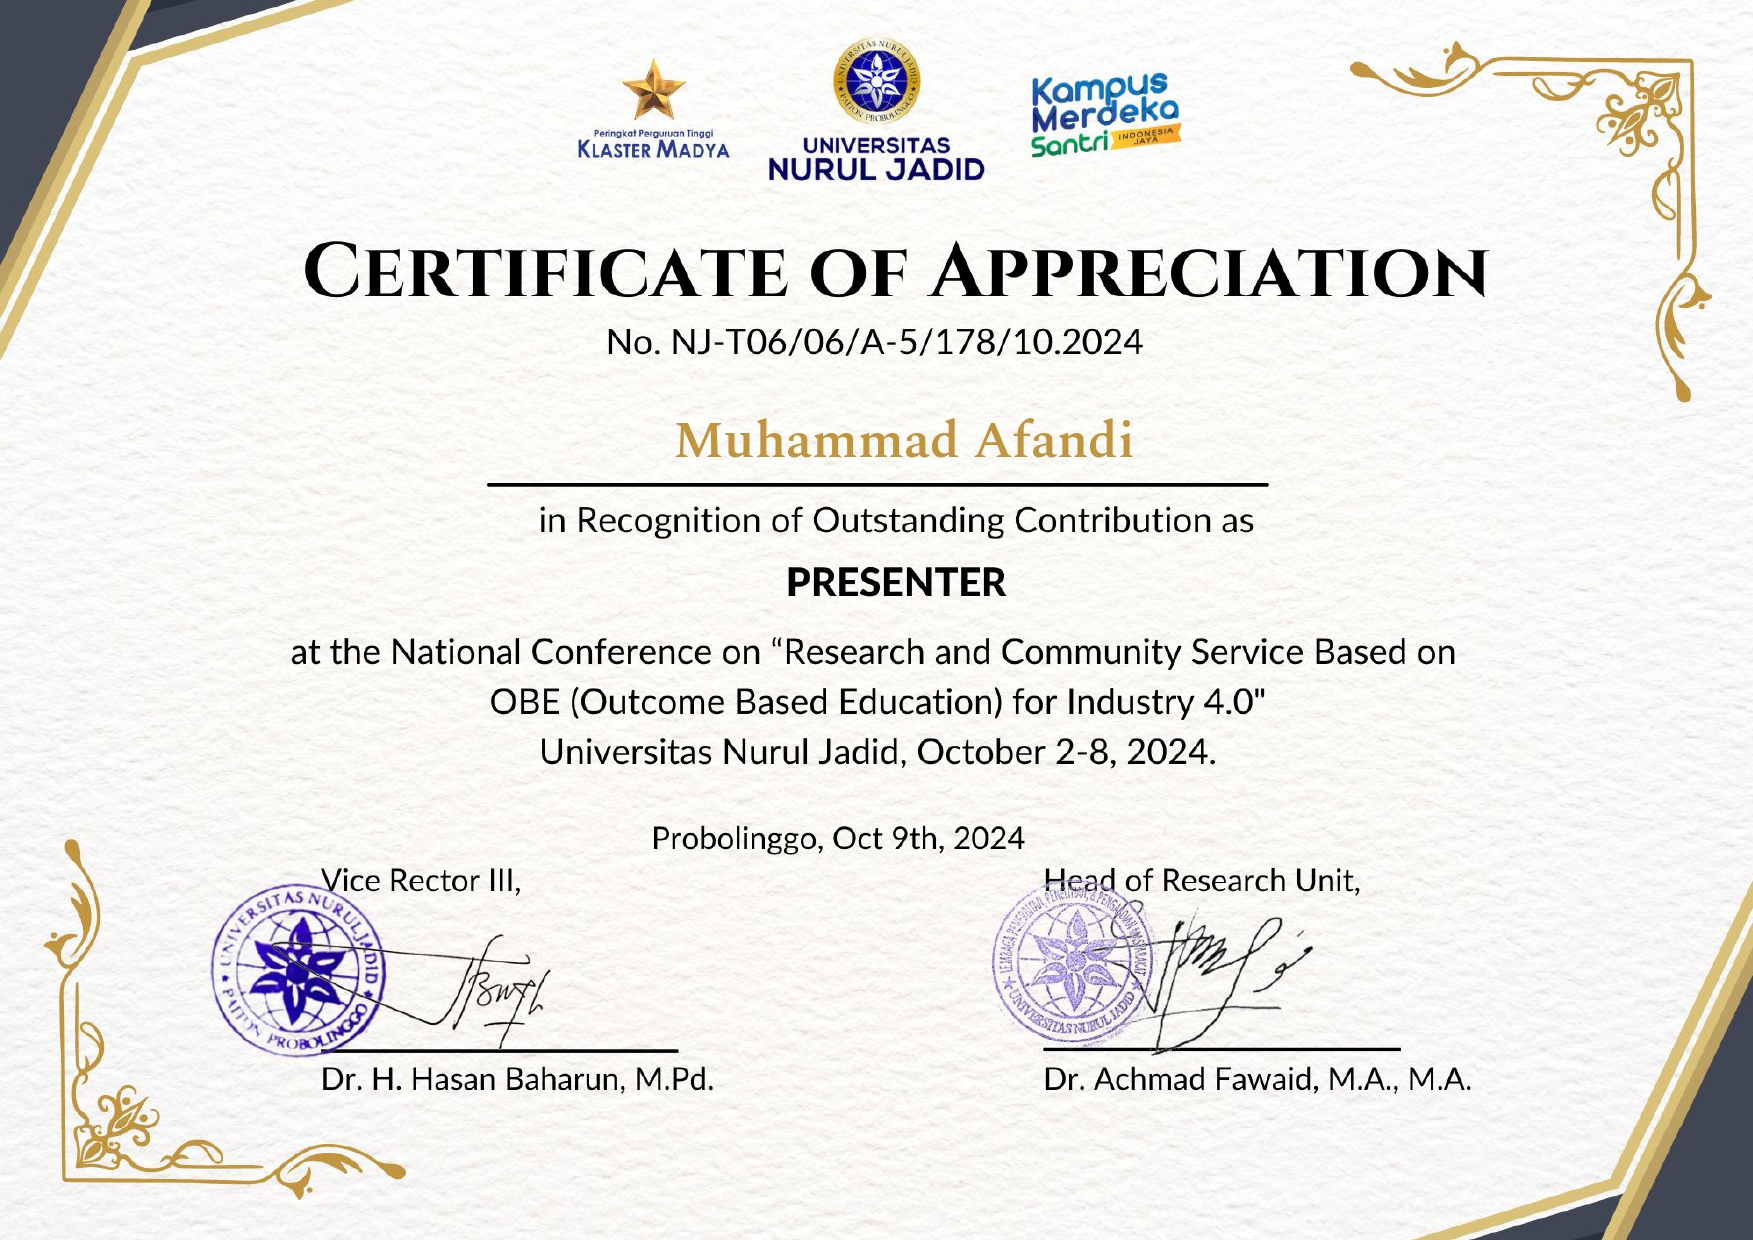 UNIVERSITAS NURUL JADID
PAITON PROBOLINGGO
Peringkat Perguruan Tinggi
KLASTER MADYA
UNIVERSITAS
NURUL JADID
Kampus
Merdeka
Santri INDONESIA
JAYA
CERTIFICATE OF APPRECIATION
No. NJ-T06/06/A-5/178/10.2024
Muhammad Afandi
in Recognition of Outstanding Contribution as
PRESENTER
at the National Conference on “Research and Community Service Based on
OBE (Outcome Based Education) for Industry 4.0"
Universitas Nurul Jadid, October 2-8, 2024.
Probolinggo, Oct 9th, 2024
Vice Rector III,
Head of Research Unit,
UNIVERSITAS NURUL JADID
PAITON PROBOLINGGO
UNIVERSITAS NURUL JADID
Dr. H. Hasan Baharun, M.Pd.
Dr. Achmad Fawaid, M.A., M.A.